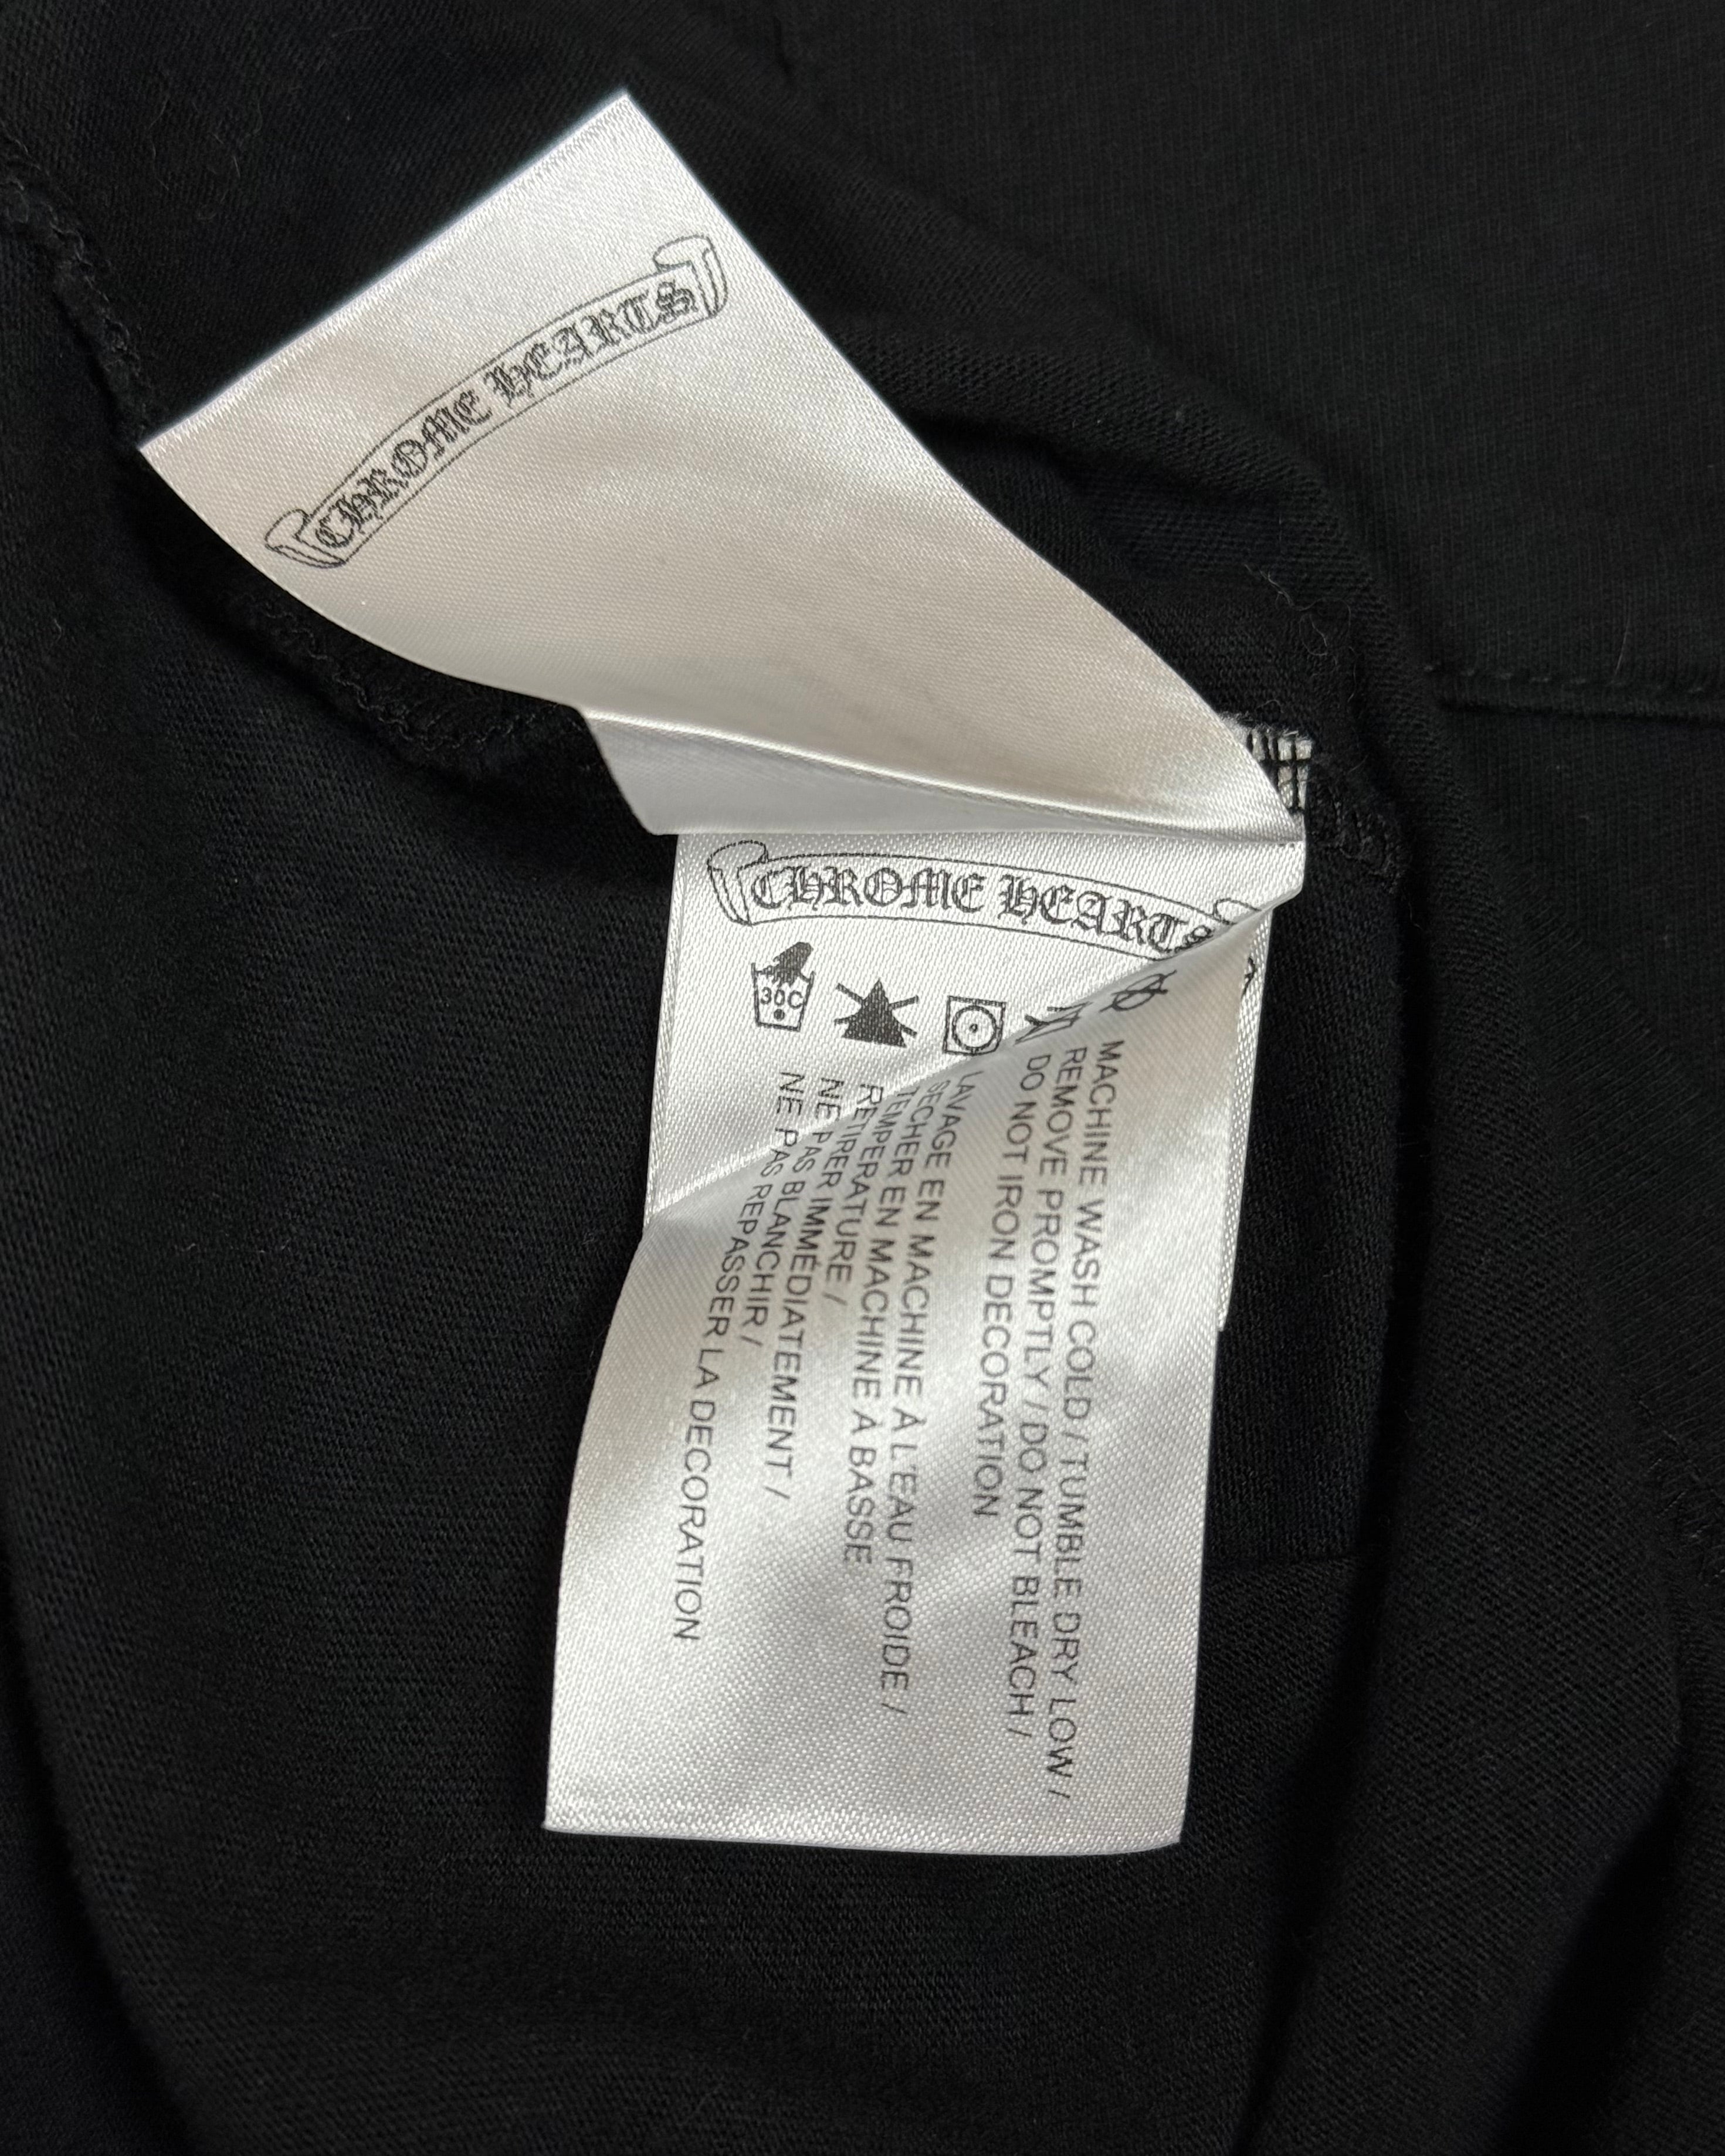 CHROME HEARTS
CHROME HEARTS
30C
MACHINE WASH COLD / TUMBLE DRY LOW /
REMOVE PROMPTLY / DO NOT BLEACH /
DO NOT IRON DECORATION
LAVAGE EN MACHINE À L'EAU FROIDE /
SÉCHER EN MACHINE À BASSE
TEMPÉRATURE /
RETIRER IMMÉDIATEMENT /
NE PAS BLANCHIR /
NE PAS REPASSER LA DECORATION